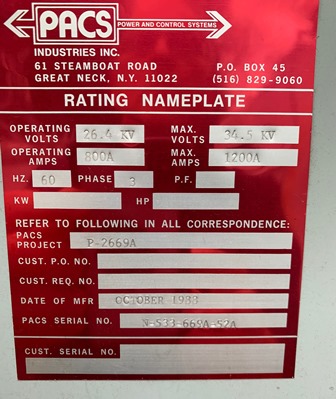 PACS
POWER AND CONTROL SYSTEMS
INDUSTRIES INC.
61 STEAMBOAT ROAD P.O. BOX 45
GREAT NECK, N.Y. 11022 (516) 829-9060
RATING NAMEPLATE
OPERATING VOLTS 26.4 KV MAX. VOLTS 34.5 KV
OPERATING AMPS 800A MAX. AMPS 1200A
HZ. 60 PHASE 3 P.F.
KW HP
REFER TO FOLLOWING IN ALL CORRESPONDENCE:
PACS PROJECT P-2669A
CUST. P.O. NO.
CUST. REQ. NO.
DATE OF MFR OCTOBER 1988
PACS SERIAL NO. N-533-669A-52A
CUST. SERIAL NO.